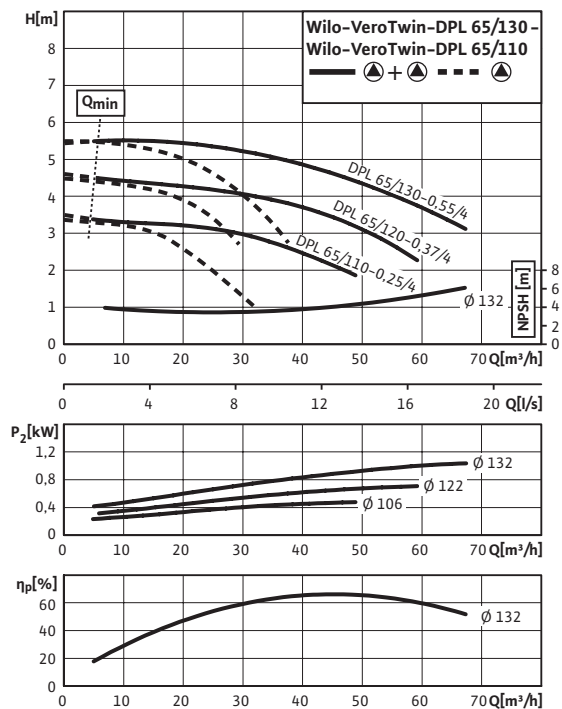 H[m]
Wilo-VeroTwin-DPL 65/130 -
Wilo-VeroTwin-DPL 65/110
+
8
7
Qmin
6
5
4
3
2
1
0
DPL 65/130-0,55/4
DPL 65/120-0,37/4
DPL 65/110-0,25/4
Ø 132
NPSH [m]
8
6
4
2
0
0 10 20 30 40 50 60 70 Q[m³/h]
0 4 8 12 16 20 Q[l/s]
P₂[kW]
1,2
0,8
0,4
0
Ø 132
Ø 122
Ø 106
0 10 20 30 40 50 60 70 Q[m³/h]
ηp[%]
60
40
20
0
Ø 132
0 10 20 30 40 50 60 70 Q[m³/h]